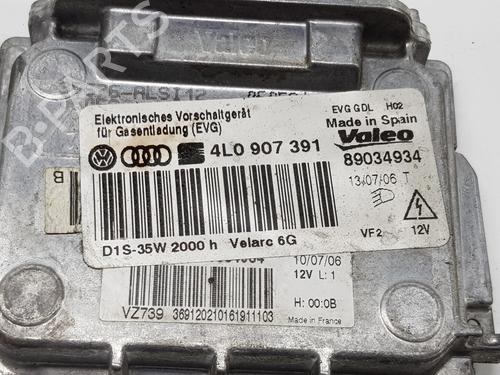 Valeo
Elektronisches Vorschaltgerät
für Gasentladung (EVG)
4L0 907 391
D1S-35W 2000 h Velarc 6G
EVG GDL H02
Made in Spain
Valeo
89034934
13/07/06 T
VF2 12V
B
10/07/06
12V L: 1
H: 00:0B
VZ739 369120210161911103
Made in France
B-PARTS